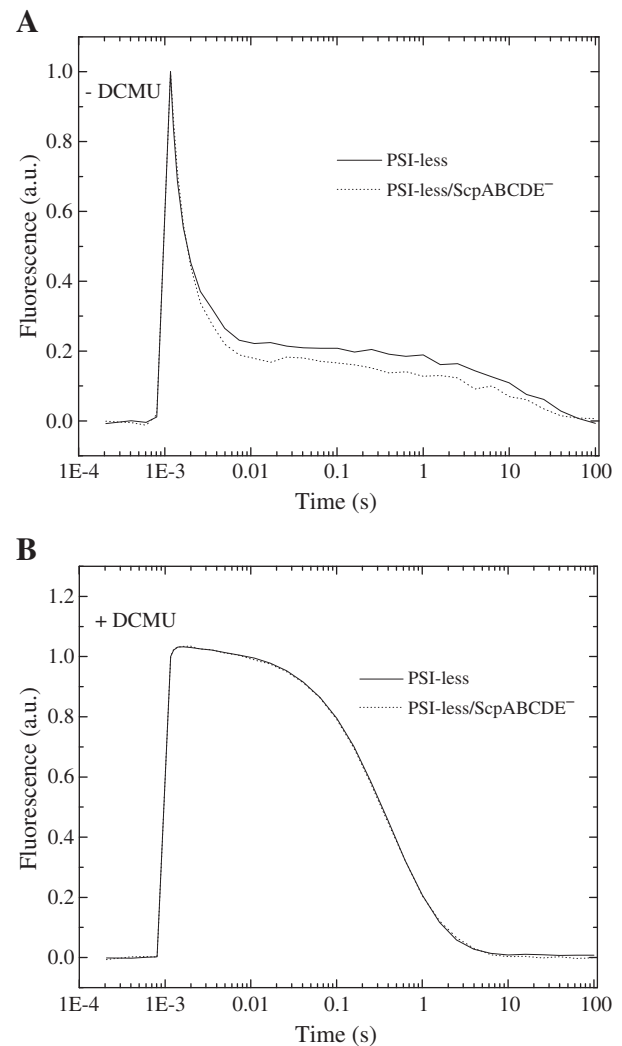 A
- DCMU
PSI-less
PSI-less/ScpABCDE⁻
Fluorescence (a.u.)
1.0
0.8
0.6
0.4
0.2
0.0
1E-4 1E-3 0.01 0.1 1 10 100
Time (s)
B
+ DCMU
PSI-less
PSI-less/ScpABCDE⁻
Fluorescence (a.u.)
1.2
1.0
0.8
0.6
0.4
0.2
0.0
1E-4 1E-3 0.01 0.1 1 10 100
Time (s)